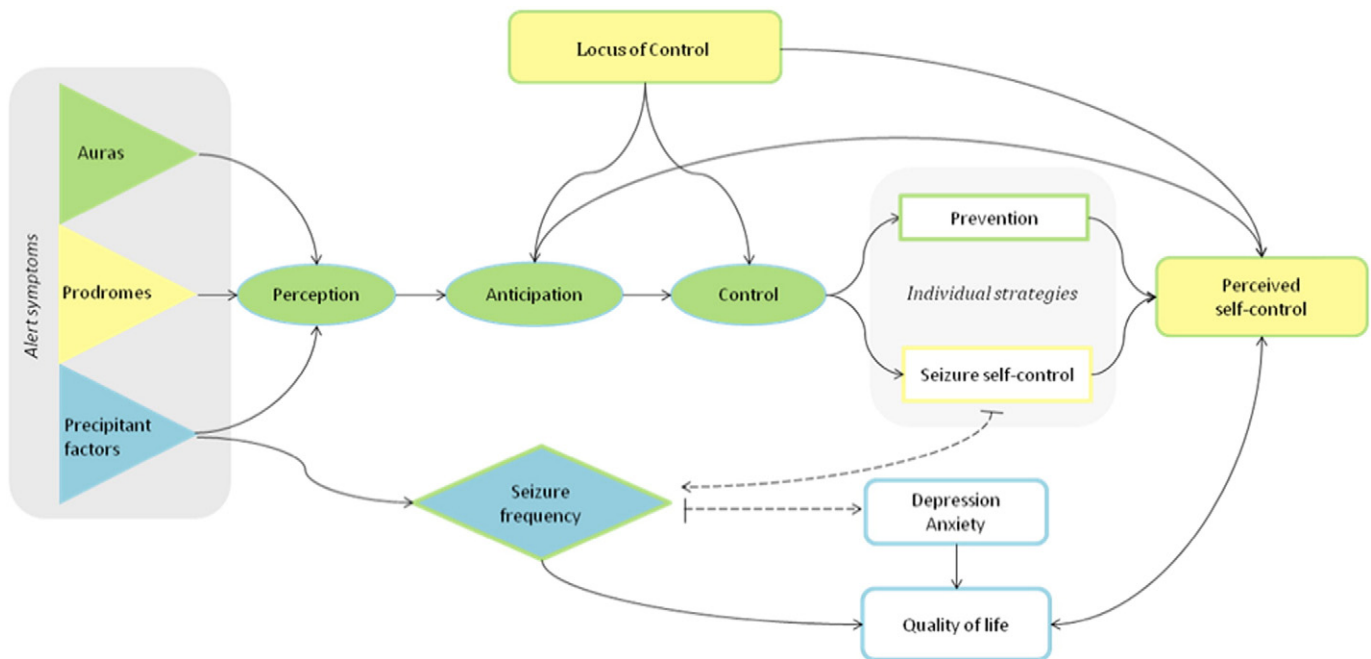 Locus of Control
Alert symptoms
Auras
Prodromes
Precipitant
factors
Perception
Anticipation
Control
Prevention
Individual strategies
Seizure self-control
Perceived
self-control
Seizure
frequency
Depression
Anxiety
Quality of life